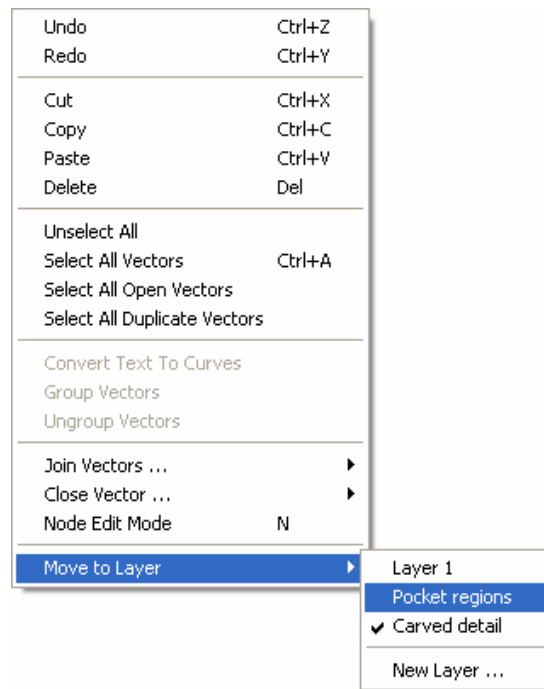 Undo Ctrl+Z
Redo Ctrl+Y
Cut Ctrl+X
Copy Ctrl+C
Paste Ctrl+V
Delete Del
Unselect All
Select All Vectors Ctrl+A
Select All Open Vectors
Select All Duplicate Vectors
Convert Text To Curves
Group Vectors
Ungroup Vectors
Join Vectors ...
Close Vector ...
Node Edit Mode N
Move to Layer
Layer 1
Pocket regions
Carved detail
New Layer ...